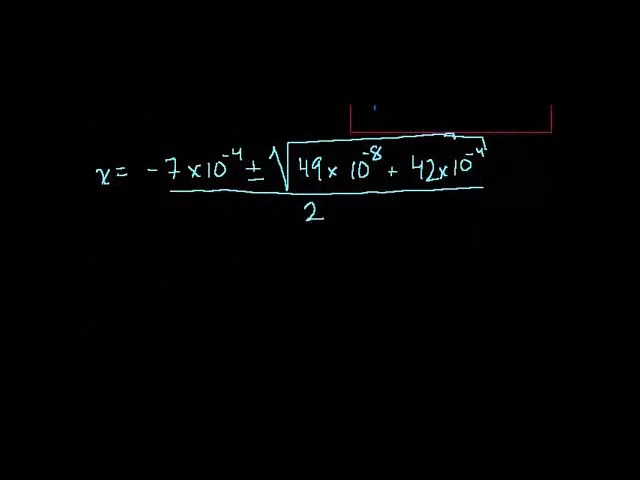 x = -7 × 10⁻⁴ ± √(49 × 10⁻⁸ + 42 × 10⁻⁴)
2